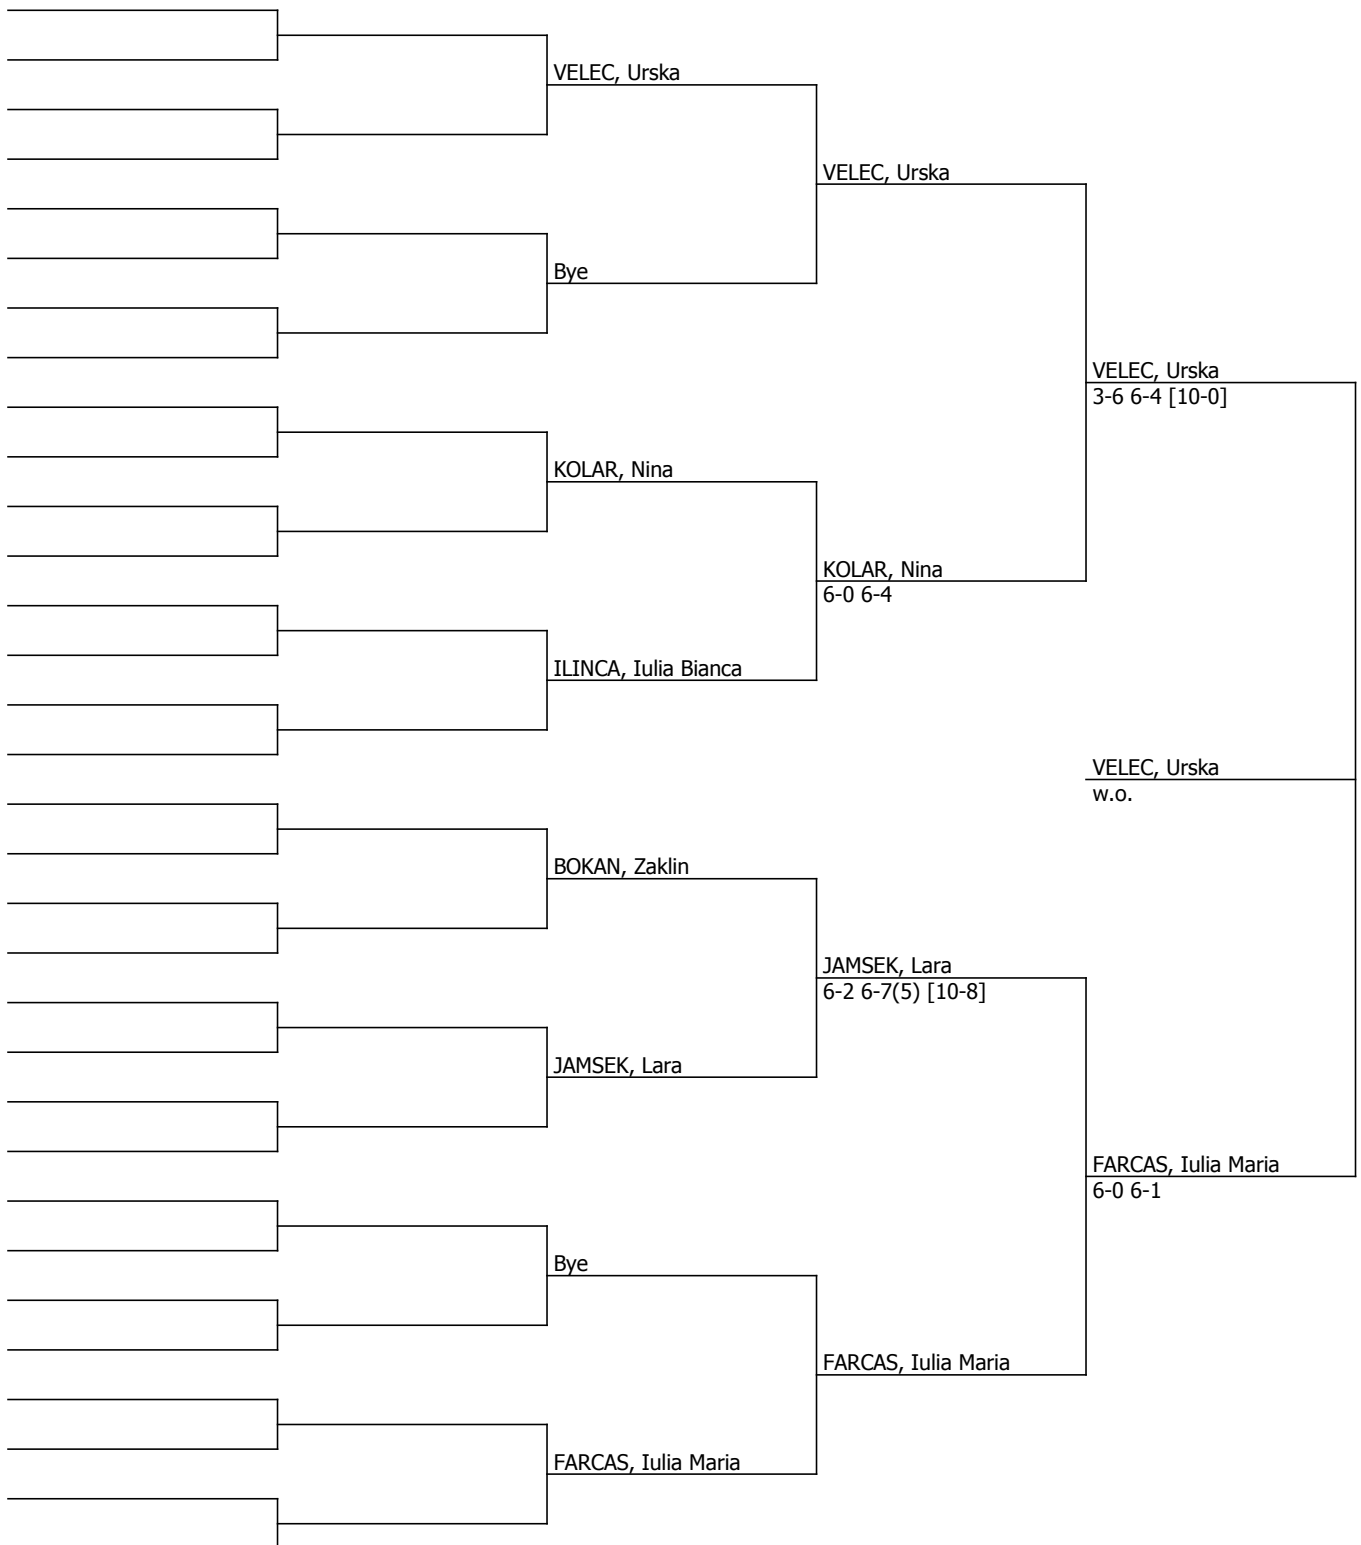 VELEC, Urska
VELEC, Urska
Bye
VELEC, Urska
3-6 6-4 [10-0]
KOLAR, Nina
KOLAR, Nina
6-0 6-4
ILINCA, Iulia Bianca
VELEC, Urska
w.o.
BOKAN, Zaklin
JAMSEK, Lara
6-2 6-7(5) [10-8]
JAMSEK, Lara
FARCAS, Iulia Maria
6-0 6-1
Bye
FARCAS, Iulia Maria
FARCAS, Iulia Maria